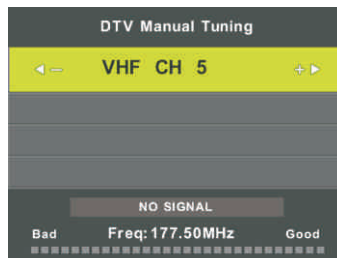 DTV Manual Tuning
VHF CH 5
NO SIGNAL
Bad Freq:177.50MHz Good